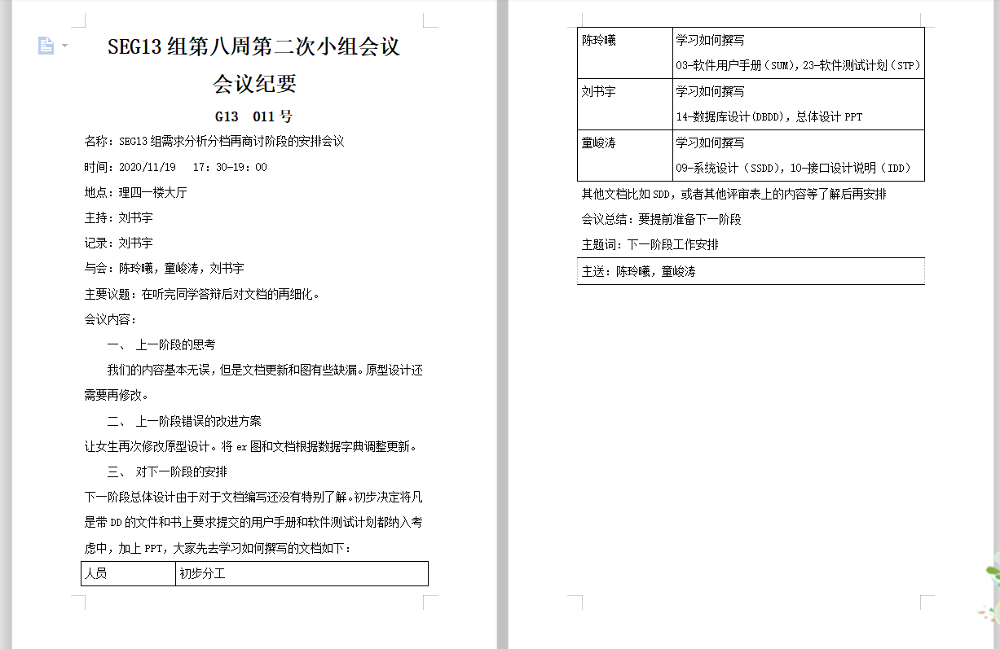 SEG13 组第八周第二次小组会议
会议纪要
G13 011 号
名称：SEG13 组需求分析分档再商讨阶段的安排会议
时间：2020/11/19 17：30-19：00
地点：理四一楼大厅
主持：刘书宇
记录：刘书宇
与会：陈玲曦，童峻涛，刘书宇
主要议题：在听完同学答辩后对文档的再细化。
会议内容：
一、 上一阶段的思考
我们的内容基本无误，但是文档更新和图有些缺漏。原型设计还
需要再修改。
二、 上一阶段错误的改进方案
让女生再次修改原型设计。将 er 图和文档根据数据字典调整更新。
三、 对下一阶段的安排
下一阶段总体设计由于对于文档编写还没有特别了解。初步决定将凡
是带 DD 的文件和书上要求提交的用户手册和软件测试计划都纳入考
虑中，加上 PPT，大家先去学习如何撰写的文档如下：
人员 初步分工
陈玲曦 学习如何撰写
03-软件用户手册（SUM），23-软件测试计划（STP）
刘书宇 学习如何撰写
14-数据库设计(DBDD)，总体设计 PPT
童峻涛 学习如何撰写
09-系统设计（SSDD），10-接口设计说明（IDD）
其他文档比如 SDD，或者其他评审表上的内容等了解后再安排
会议总结：要提前准备下一阶段
主题词：下一阶段工作安排
主送：陈玲曦，童峻涛